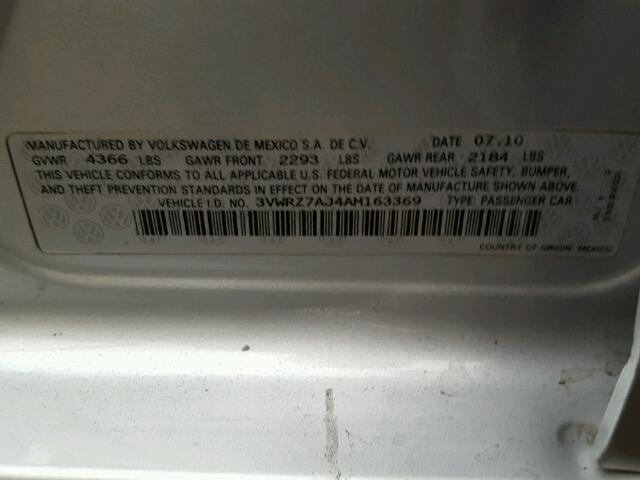 MANUFACTURED BY VOLKSWAGEN DE MEXICO S.A. DE C.V. DATE 07.10
GVWR 4366 LBS GAWR FRONT 2293 LBS GAWR REAR 2184 LBS
THIS VEHICLE CONFORMS TO ALL APPLICABLE U.S. FEDERAL MOTOR VEHICLE SAFETY, BUMPER,
AND THEFT PREVENTION STANDARDS IN EFFECT ON THE DATE OF MANUFACTURE SHOWN ABOVE.
VEHICLE I.D. NO. 3VWRZ7AJ4AM163369 TYPE: PASSENGER CAR
COUNTRY OF ORIGIN: MEXICO